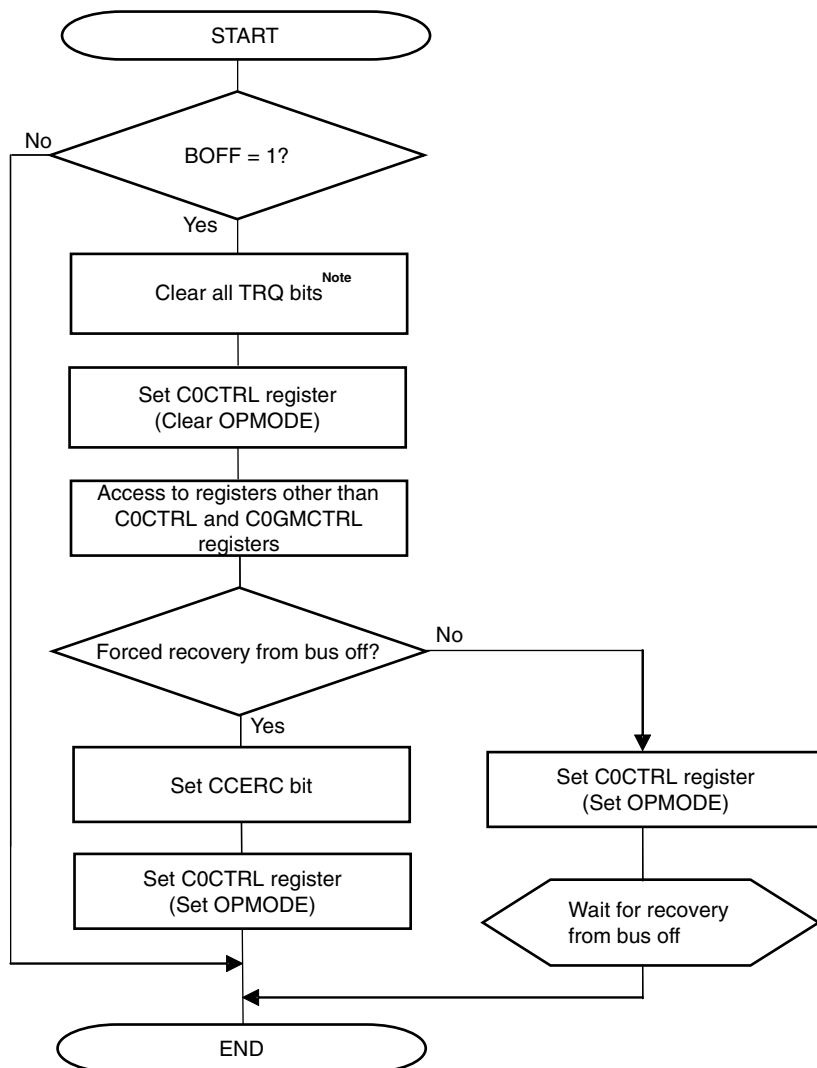 START
No
BOFF = 1?
Yes
Clear all TRQ bits Note
Set C0CTRL register
(Clear OPMODE)
Access to registers other than
C0CTRL and C0GMCTRL
registers
Forced recovery from bus off?
No
Yes
Set CCERC bit
Set C0CTRL register
(Set OPMODE)
Set C0CTRL register
(Set OPMODE)
Wait for recovery
from bus off
END